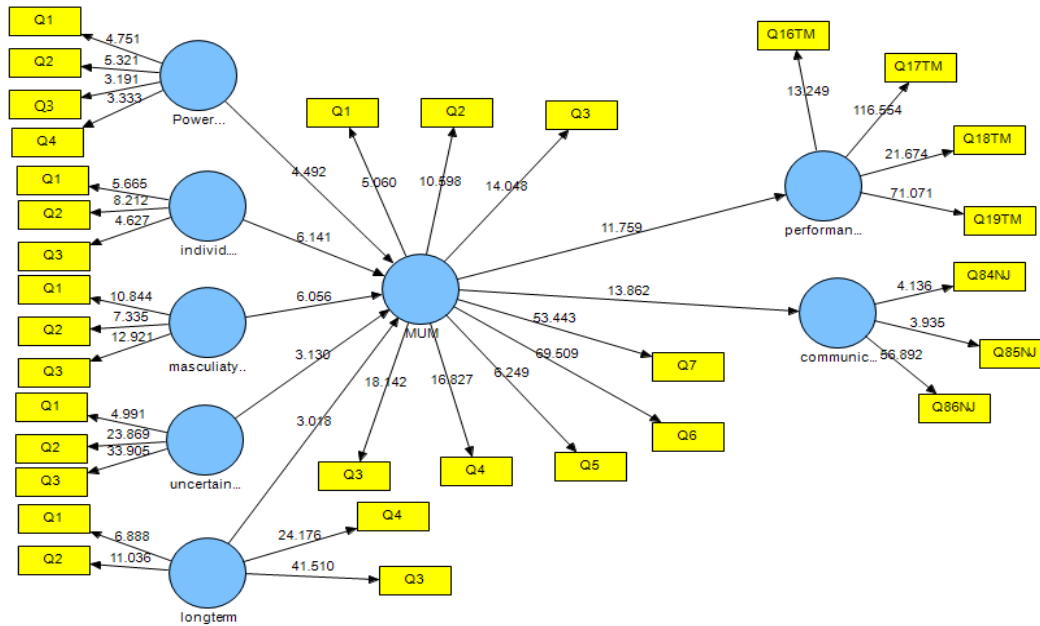 Q1
4.751
Q2
5.321
Q3
3.191
Q4
3.333
Power...
4.492
Q1
5.665
Q2
8.212
Q3
4.627
individ....
6.141
Q1
10.844
Q2
7.335
Q3
12.921
masculiaty..
6.056
Q1
4.991
Q2
23.869
Q3
33.905
uncertain...
3.130
Q1
6.888
Q2
11.036
longterm
3.018
Q4
24.176
Q3
41.510
Q1
5.060
Q2
10.598
Q3
14.048
MUM
Q3
18.142
Q4
16.827
Q5
6.249
Q6
69.509
Q7
53.443
11.759
13.862
Q16TM
13.249
Q17TM
116.554
Q18TM
21.674
Q19TM
71.071
performan...
Q84NJ
4.136
Q85NJ
3.935
Q86NJ
56.892
communic...